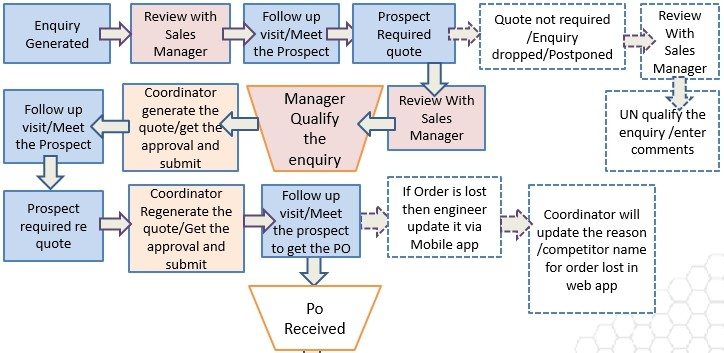 Enquiry
Generated
Review with
Sales
Manager
Follow up
visit/Meet
the Prospect
Prospect
Required
quote
Quote not required
/Enquiry
dropped/Postponed
Review
With
Sales
Manager
UN qualify the
enquiry /enter
comments
Review With
Sales
Manager
Manager
Qualify
the
enquiry
Coordinator
generate the
quote/get the
approval and
submit
Follow up
visit/Meet
the Prospect
Prospect
required re
quote
Coordinator
Regenerate the
quote/Get the
approval and
submit
Follow up
visit/Meet
the prospect
to get the PO
If Order is lost
then engineer
update it via
Mobile app
Coordinator will
update the reason
/competitor name
for order lost in
web app
Po
Received